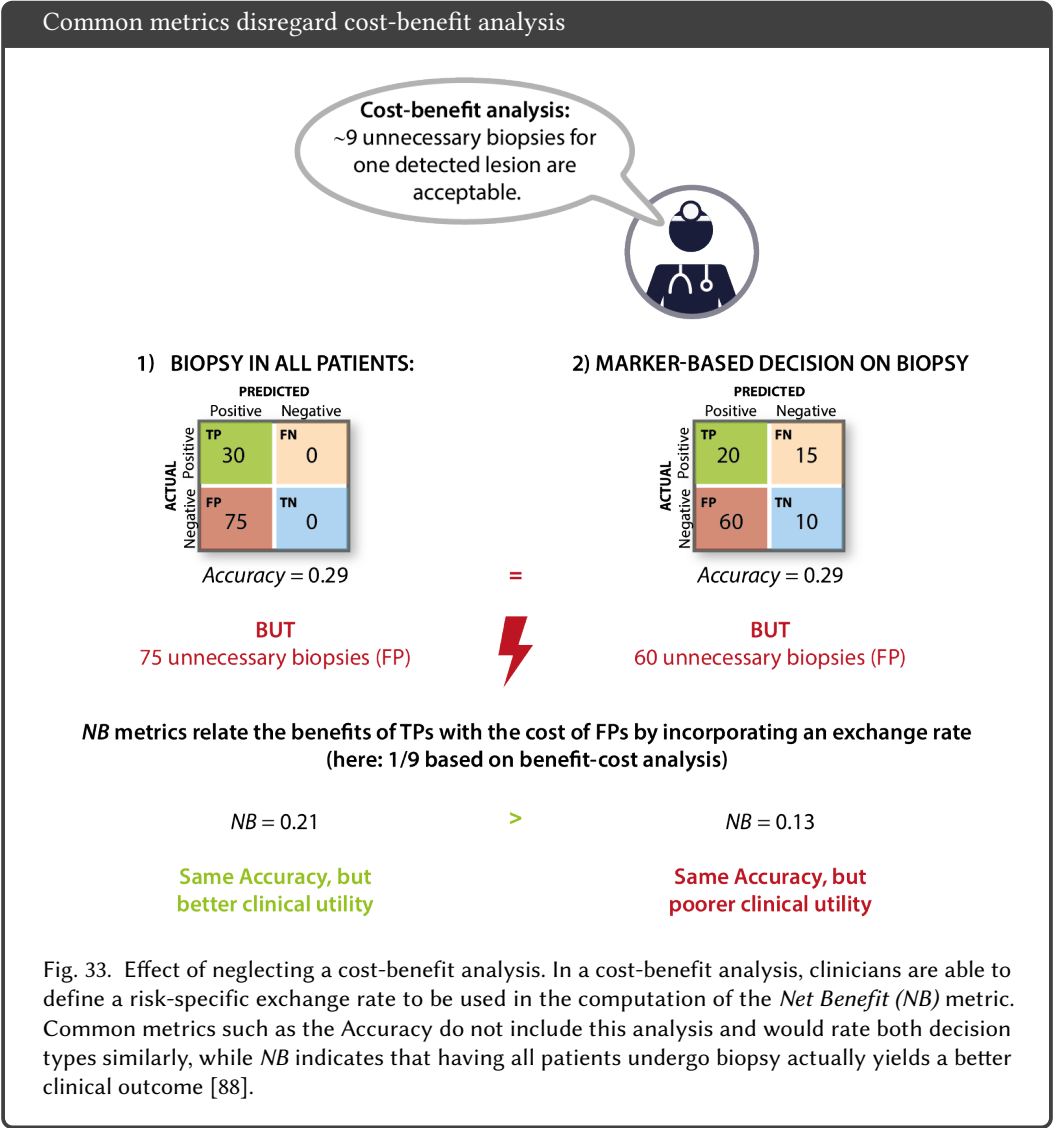 Common metrics disregard cost-benefit analysis
Cost-benefit analysis:
~9 unnecessary biopsies for
one detected lesion are
acceptable.
1) BIOPSY IN ALL PATIENTS:
PREDICTED
Positive Negative
ACTUAL
Positive
Negative
TP
30
FN
0
FP
75
TN
0
Accuracy = 0.29
=
2) MARKER-BASED DECISION ON BIOPSY
PREDICTED
Positive Negative
ACTUAL
Positive
Negative
TP
20
FN
15
FP
60
TN
10
Accuracy = 0.29
BUT
75 unnecessary biopsies (FP)
BUT
60 unnecessary biopsies (FP)
NB metrics relate the benefits of TPs with the cost of FPs by incorporating an exchange rate
(here: 1/9 based on benefit-cost analysis)
NB = 0.21
>
NB = 0.13
Same Accuracy, but
better clinical utility
Same Accuracy, but
poorer clinical utility
Fig. 33. Effect of neglecting a cost-benefit analysis. In a cost-benefit analysis, clinicians are able to
define a risk-specific exchange rate to be used in the computation of the Net Benefit (NB) metric.
Common metrics such as the Accuracy do not include this analysis and would rate both decision
types similarly, while NB indicates that having all patients undergo biopsy actually yields a better
clinical outcome [88].